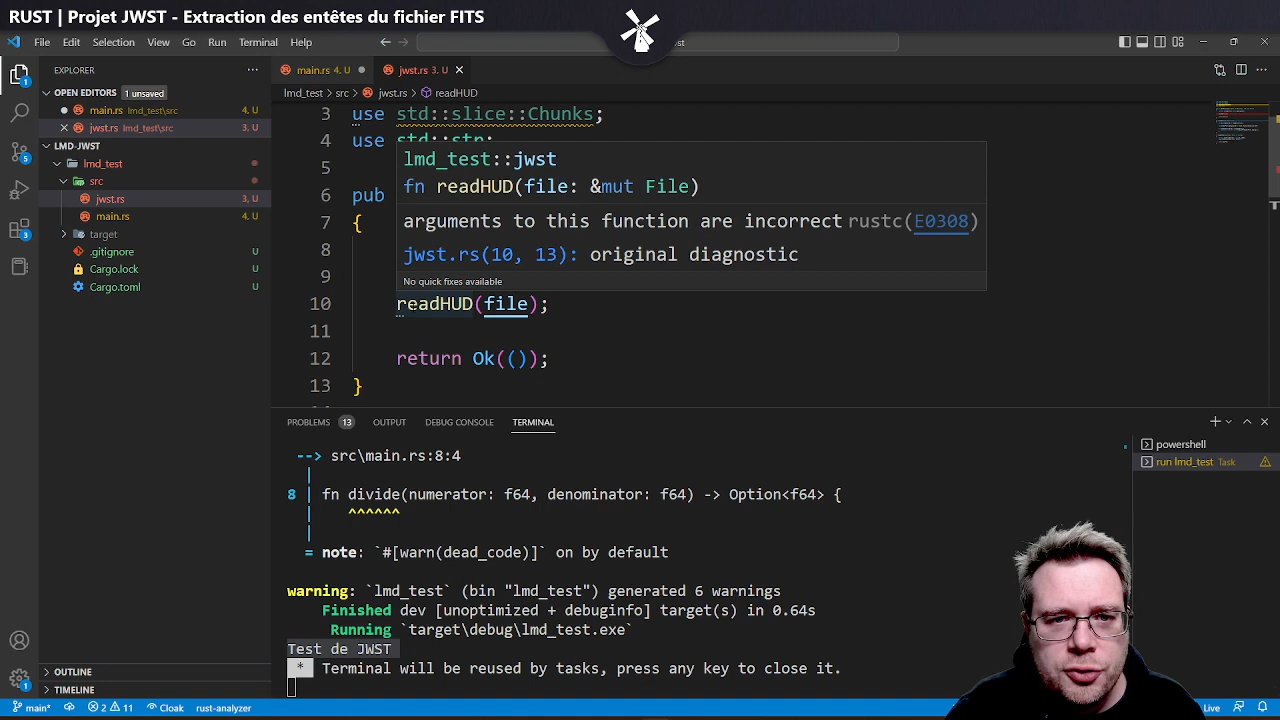 RUST | Projet JWST - Extraction des entêtes du fichier FITS
File Edit Selection View Go Run Terminal Help
st
EXPLORER
main.rs 4, U
jwst.rs 3, U
OPEN EDITORS 1 unsaved
main.rs lmd_test\src 4, U
jwst.rs lmd_test\src 3, U
LMD-JWST
lmd_test
src
jwst.rs 3, U
main.rs 4, U
target
.gitignore U
Cargo.lock U
Cargo.toml U
OUTLINE
TIMELINE
lmd_test > src > jwst.rs > readHUD
3 use std::slice::Chunks;
4 use std::str;
5
6 pub
7 {
8
9
10 readHUD(file);
11
12 return Ok(());
13 }
lmd_test::jwst
fn readHUD(file: &mut File)
arguments to this function are incorrect rustc(E0308)
jwst.rs(10, 13): original diagnostic
No quick fixes available
PROBLEMS 13 OUTPUT DEBUG CONSOLE TERMINAL
--> src\main.rs:8:4
|
8 | fn divide(numerator: f64, denominator: f64) -> Option<f64> {
| ^^^^^^
|
= note: `#[warn(dead_code)]` on by default
warning: `lmd_test` (bin "lmd_test") generated 6 warnings
Finished dev [unoptimized + debuginfo] target(s) in 0.64s
Running `target\debug\lmd_test.exe`
Test de JWST
* Terminal will be reused by tasks, press any key to close it.
powershell
run lmd_test Task
main* 2 11 Cloak rust-analyzer
Live